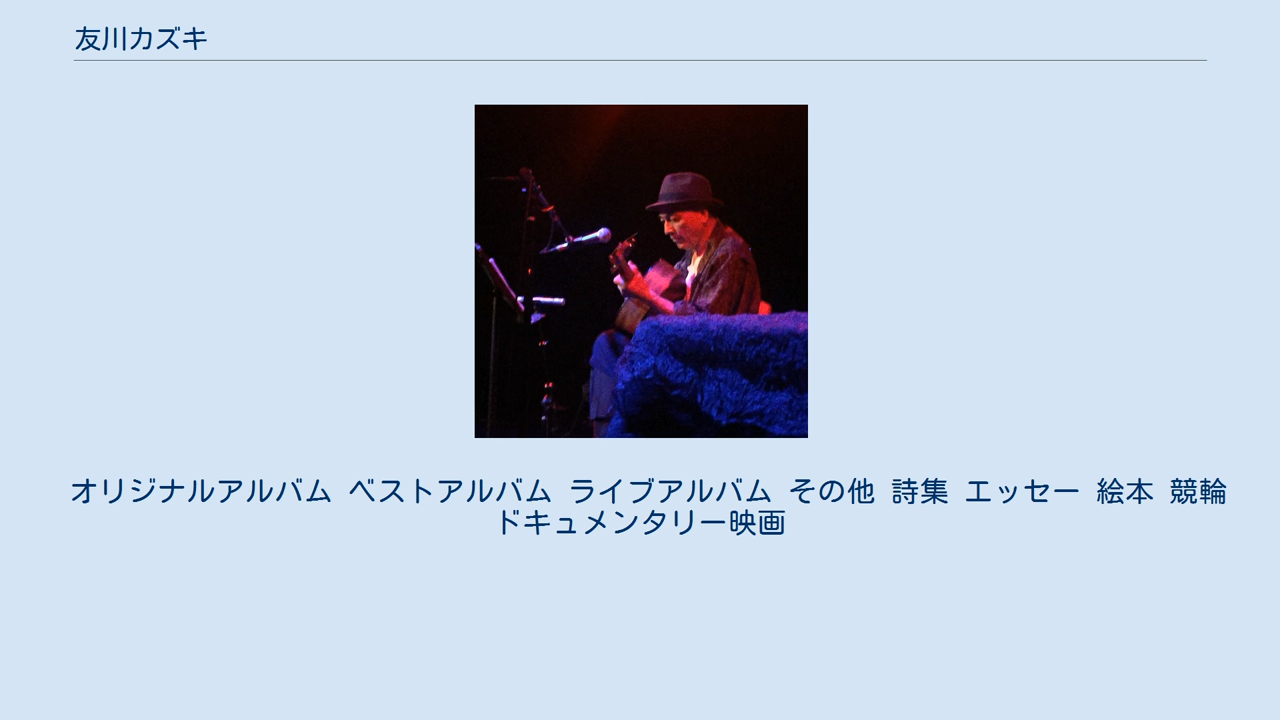 友川カズキ
オリジナルアルバム ベストアルバム ライブアルバム その他 詩集 エッセー 絵本 競輪
ドキュメンタリー映画